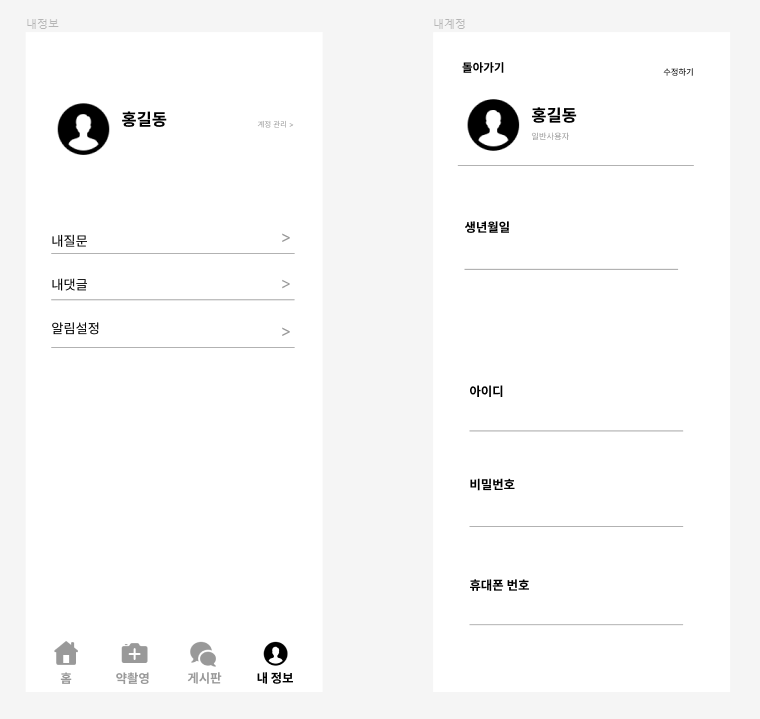 내정보
홍길동
계정 관리 >
내질문 >
내댓글 >
알림설정 >
홈
약촬영
게시판
내 정보
내계정
돌아가기
수정하기
홍길동
일반사용자
생년월일
아이디
비밀번호
휴대폰 번호